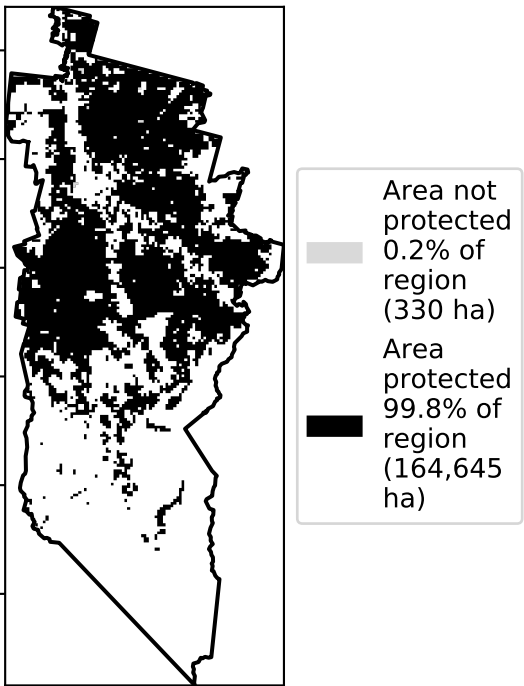 Area not
protected
0.2% of
region
(330 ha)
Area
protected
99.8% of
region
(164,645
ha)